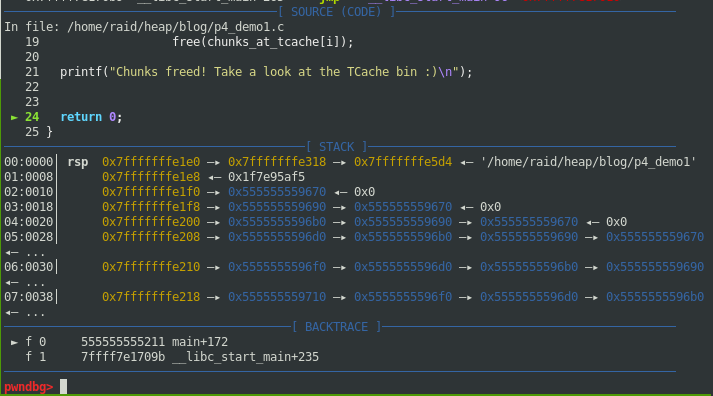 [ SOURCE (CODE) ]
In file: /home/raid/heap/blog/p4_demo1.c
19 free(chunks_at_tcache[i]);
20
21 printf("Chunks freed! Take a look at the TCache bin :)\n");
22
23
► 24 return 0;
25 }
[ STACK ]
00:0000│ rsp 0x7fffffffe1e0 —▸ 0x7fffffffe318 —▸ 0x7fffffffe5d4 ◂— '/home/raid/heap/blog/p4_demo1'
01:0008│ 0x7fffffffe1e8 ◂— 0x1f7e95af5
02:0010│ 0x7fffffffe1f0 —▸ 0x555555559670 ◂— 0x0
03:0018│ 0x7fffffffe1f8 —▸ 0x555555559690 —▸ 0x555555559670 ◂— 0x0
04:0020│ 0x7fffffffe200 —▸ 0x5555555596b0 —▸ 0x555555559690 —▸ 0x555555559670 ◂— 0x0
05:0028│ 0x7fffffffe208 —▸ 0x5555555596d0 —▸ 0x5555555596b0 —▸ 0x555555559690 —▸ 0x555555559670
◂— ...
06:0030│ 0x7fffffffe210 —▸ 0x5555555596f0 —▸ 0x5555555596d0 —▸ 0x5555555596b0 —▸ 0x555555559690
◂— ...
07:0038│ 0x7fffffffe218 —▸ 0x555555559710 —▸ 0x5555555596f0 —▸ 0x5555555596d0 —▸ 0x5555555596b0
◂— ...
[ BACKTRACE ]
► f 0 555555555211 main+172
f 1 7ffff7e1709b __libc_start_main+235
pwndbg>